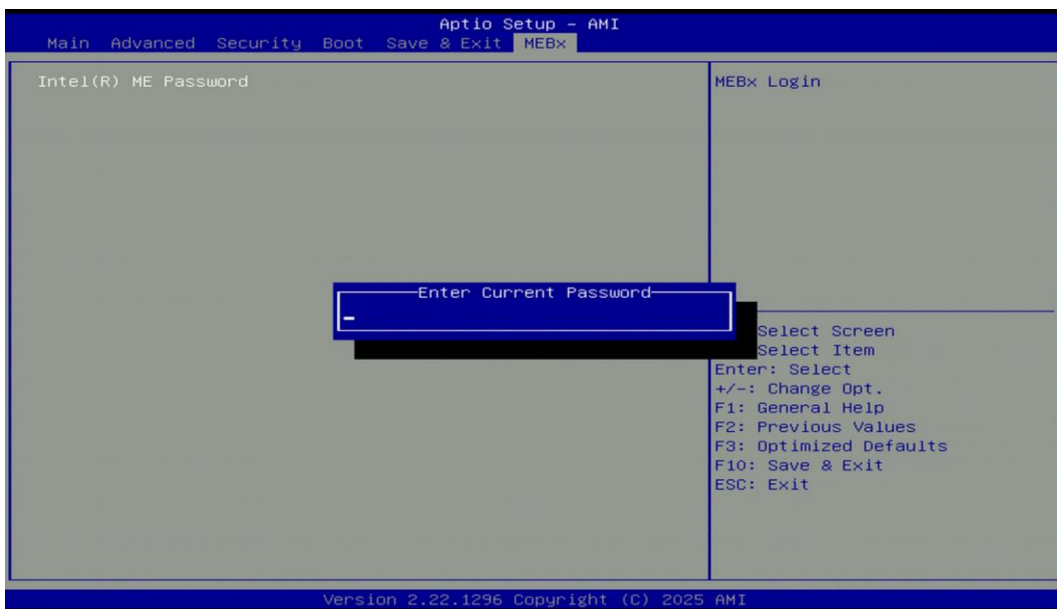 Aptio Setup – AMI
Main Advanced Security Boot Save & Exit MEBx
Intel(R) ME Password
MEBx Login
Enter Current Password
Select Screen
Select Item
Enter: Select
+/-: Change Opt.
F1: General Help
F2: Previous Values
F3: Optimized Defaults
F10: Save & Exit
ESC: Exit
Version 2.22.1296 Copyright (C) 2025 AMI